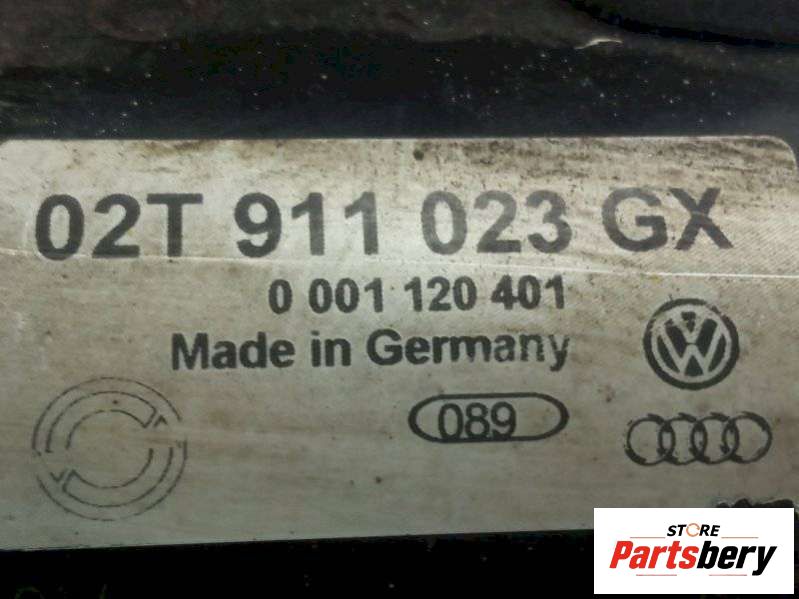 02T 911 023 GX
0 001 120 401
Made in Germany
089
STORE
Partsbery